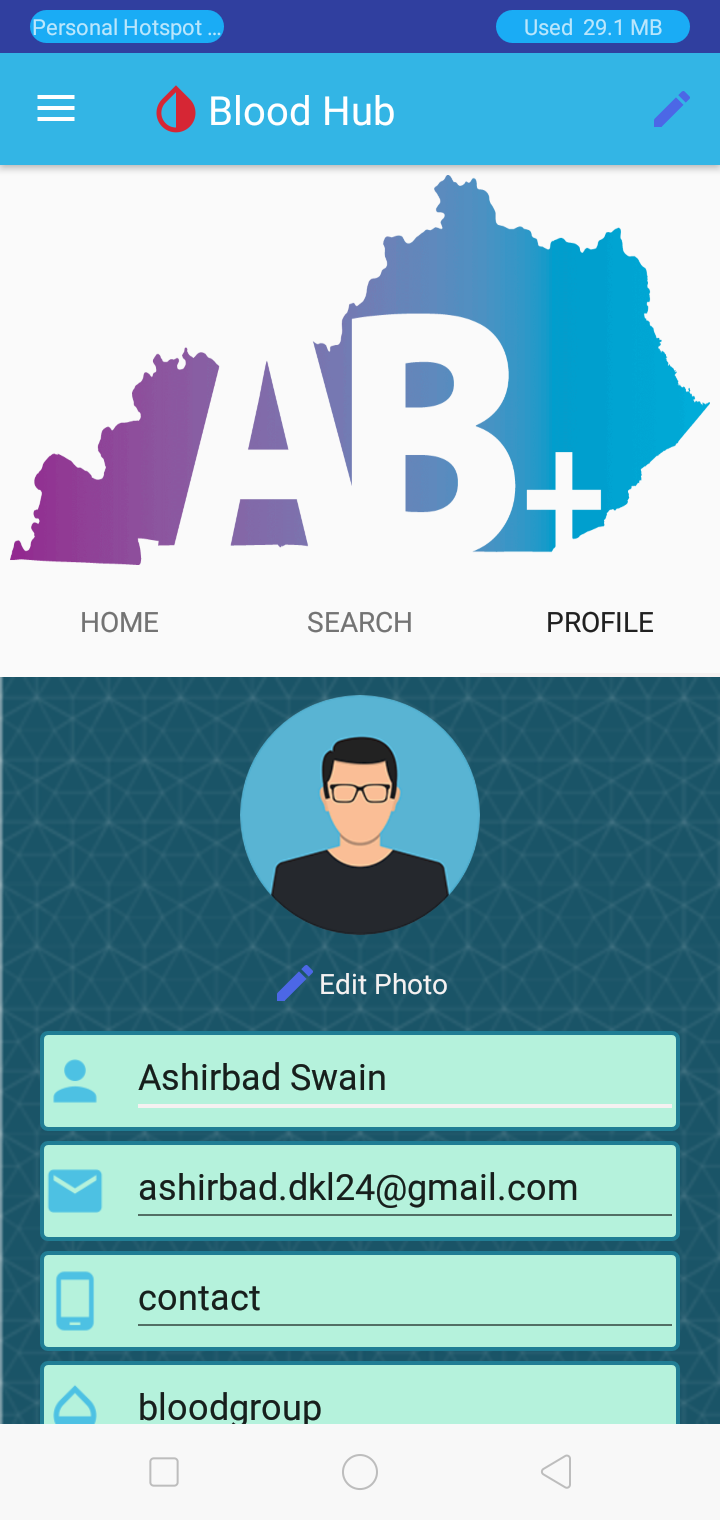 Personal Hotspot ...
Used 29.1 MB
Blood Hub
AB+
HOME
SEARCH
PROFILE
Edit Photo
Ashirbad Swain
ashirbad.dkl24@gmail.com
contact
bloodgroup